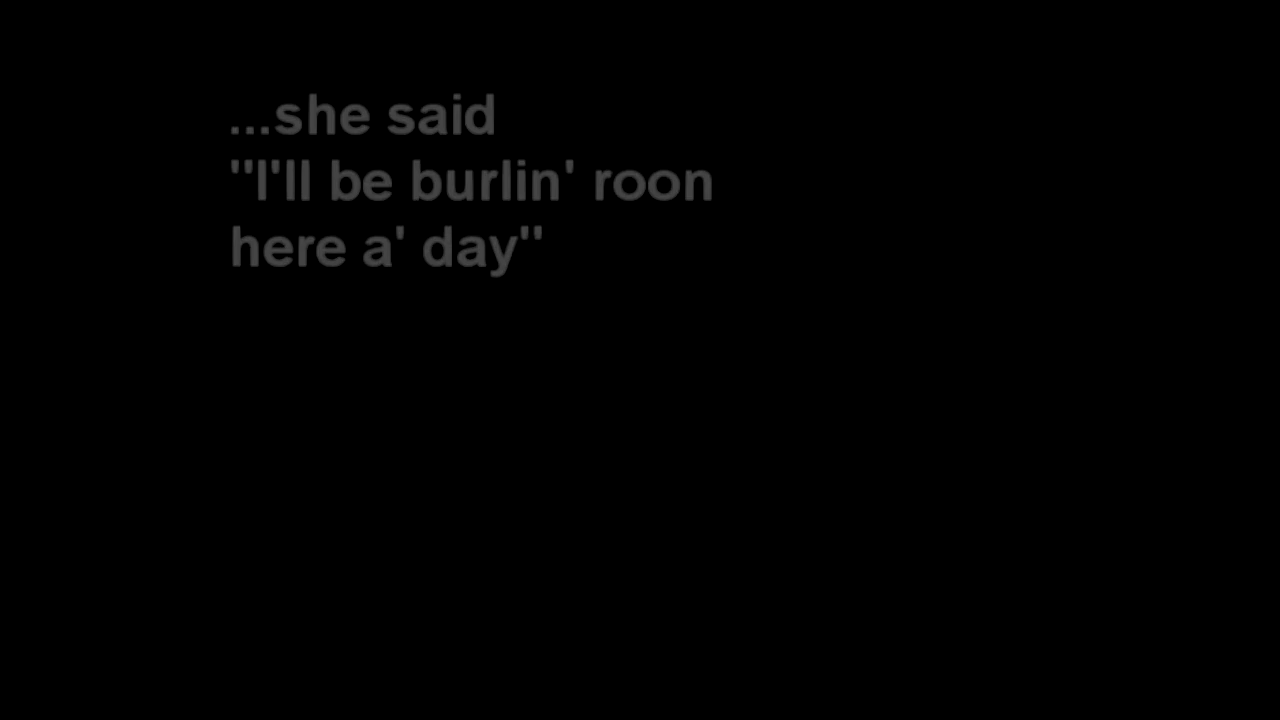 ...she said
"I'll be burlin' roon
here a' day"